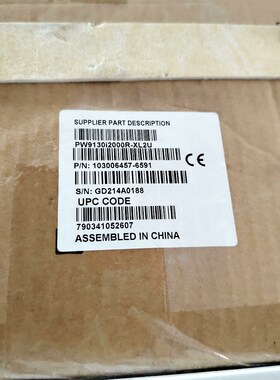 SUPPLIER PART DESCRIPTION
PW9130i2000R-XL2U
P/N: 103006457-6591
CE
S/N: GD214A0188
UPC CODE
790341052607
ASSEMBLED IN CHINA